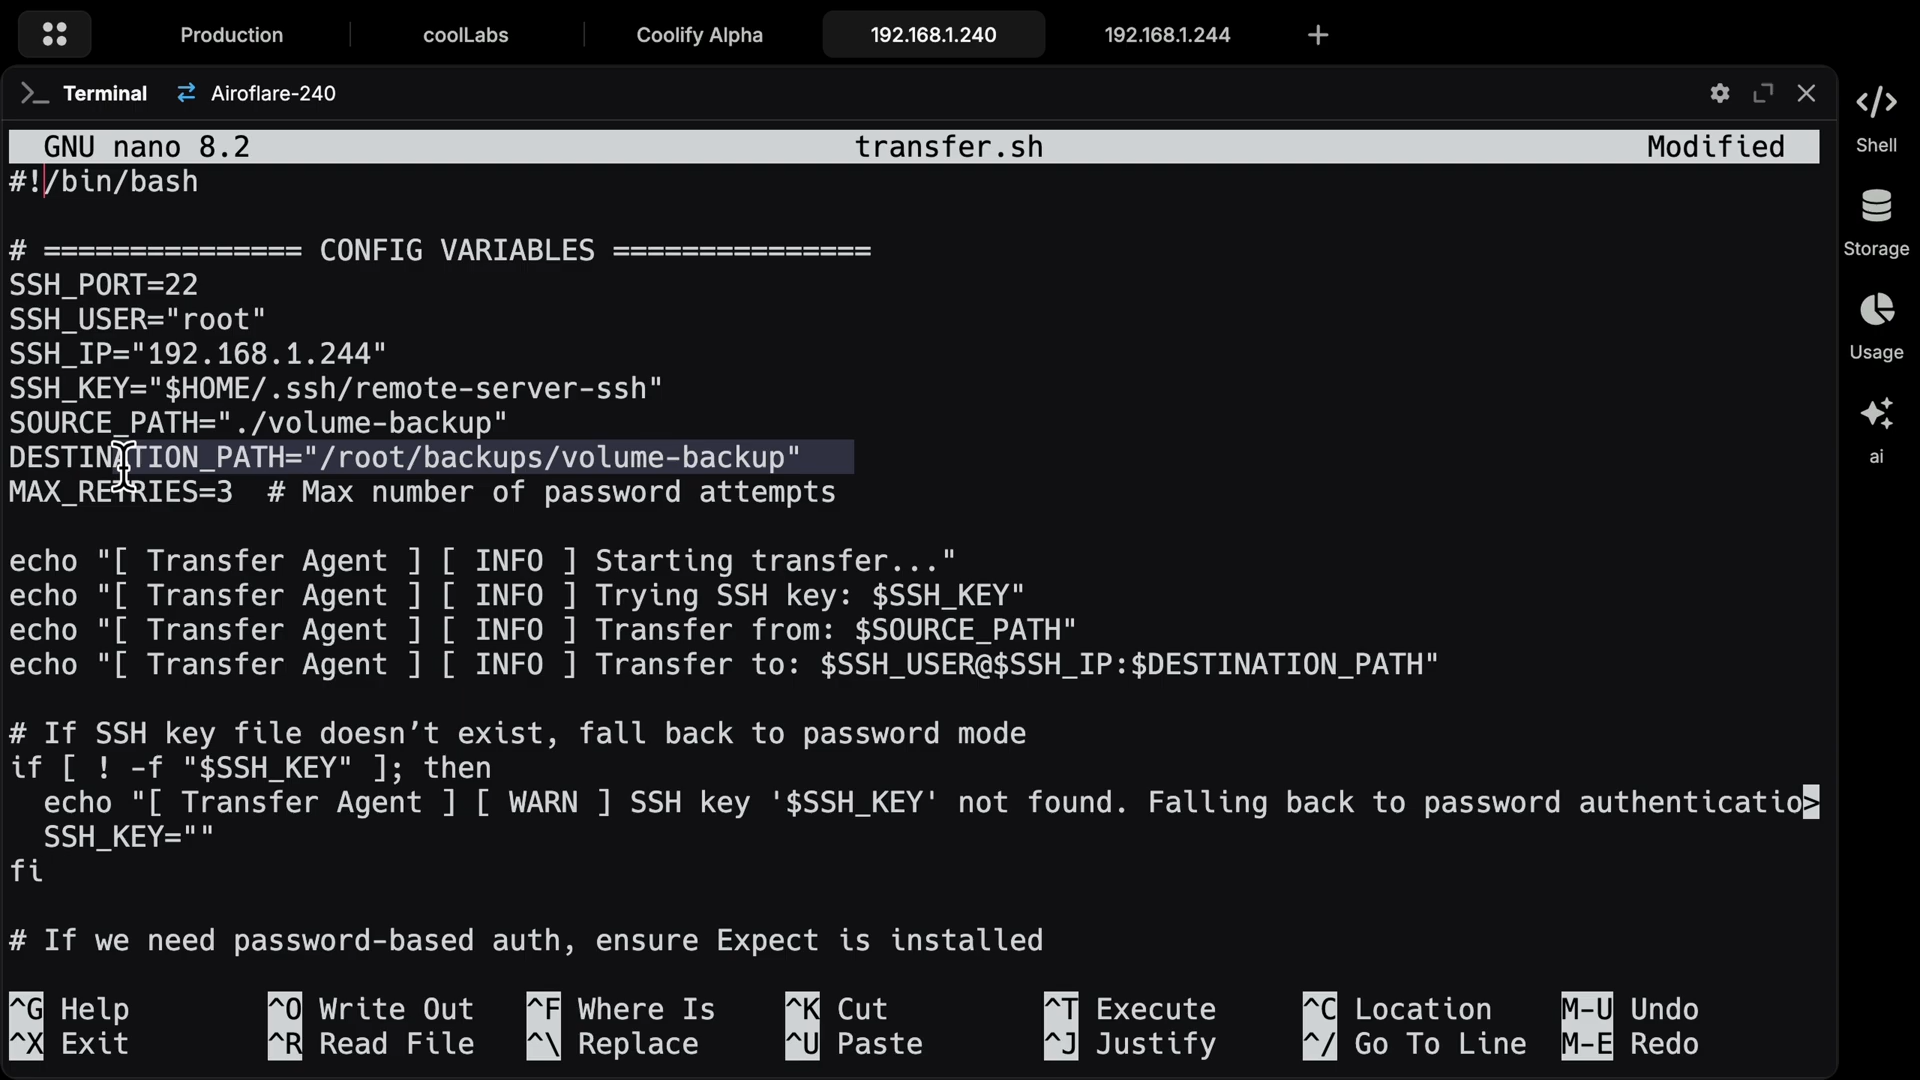 Production
coolLabs
Coolify Alpha
192.168.1.240
192.168.1.244
+
Terminal
Airoflare-240
Shell
Storage
Usage
ai
GNU nano 8.2 transfer.sh Modified
#!/bin/bash
# =============== CONFIG VARIABLES ===============
SSH_PORT=22
SSH_USER="root"
SSH_IP="192.168.1.244"
SSH_KEY="$HOME/.ssh/remote-server-ssh"
SOURCE_PATH="./volume-backup"
DESTINATION_PATH="/root/backups/volume-backup"
MAX_RETRIES=3  # Max number of password attempts
echo "[ Transfer Agent ] [ INFO ] Starting transfer..."
echo "[ Transfer Agent ] [ INFO ] Trying SSH key: $SSH_KEY"
echo "[ Transfer Agent ] [ INFO ] Transfer from: $SOURCE_PATH"
echo "[ Transfer Agent ] [ INFO ] Transfer to: $SSH_USER@$SSH_IP:$DESTINATION_PATH"
# If SSH key file doesn’t exist, fall back to password mode
if [ ! -f "$SSH_KEY" ]; then
  echo "[ Transfer Agent ] [ WARN ] SSH key '$SSH_KEY' not found. Falling back to password authenticatio>
  SSH_KEY=""
fi
# If we need password-based auth, ensure Expect is installed
^G Help ^O Write Out ^F Where Is ^K Cut ^T Execute ^C Location M-U Undo
^X Exit ^R Read File ^\ Replace ^U Paste ^J Justify ^/ Go To Line M-E Redo